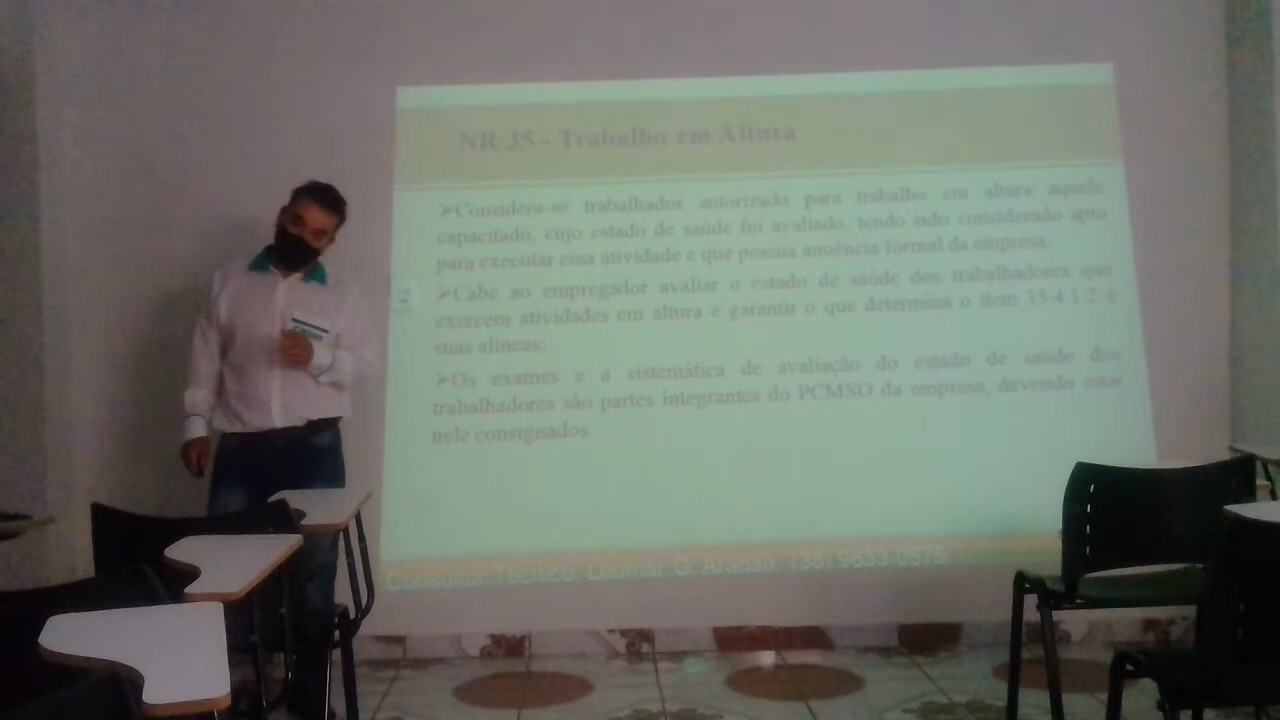 NR 35 - Trabalho em Altura
➢Considera-se trabalhador autorizado para trabalho em altura aquele
capacitado, cujo estado de saúde foi avaliado, tendo sido considerado apto
para executar essa atividade e que possua anuência formal da empresa.
➢Cabe ao empregador avaliar o estado de saúde dos trabalhadores que
exercem atividades em altura e garantir o que determina o item 35.4.1.2 e
suas alíneas;
➢Os exames e a sistemática de avaliação do estado de saúde dos
trabalhadores são partes integrantes do PCMSO da empresa, devendo estar
nele consignados
2
Consultor Técnico: Leomar G. Aragão